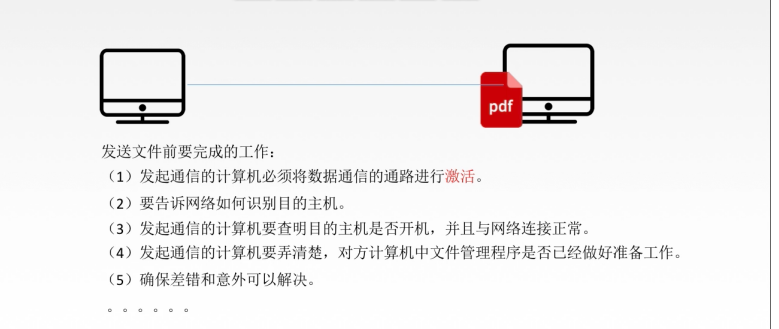 pdf
发送文件前要完成的工作：
（1）发起通信的计算机必须将数据通信的通路进行激活。
（2）要告诉网络如何识别目的主机。
（3）发起通信的计算机要查明目的主机是否开机，并且与网络连接正常。
（4）发起通信的计算机要弄清楚，对方计算机中文件管理程序是否已经做好准备工作。
（5）确保差错和意外可以解决。
。。。。。。